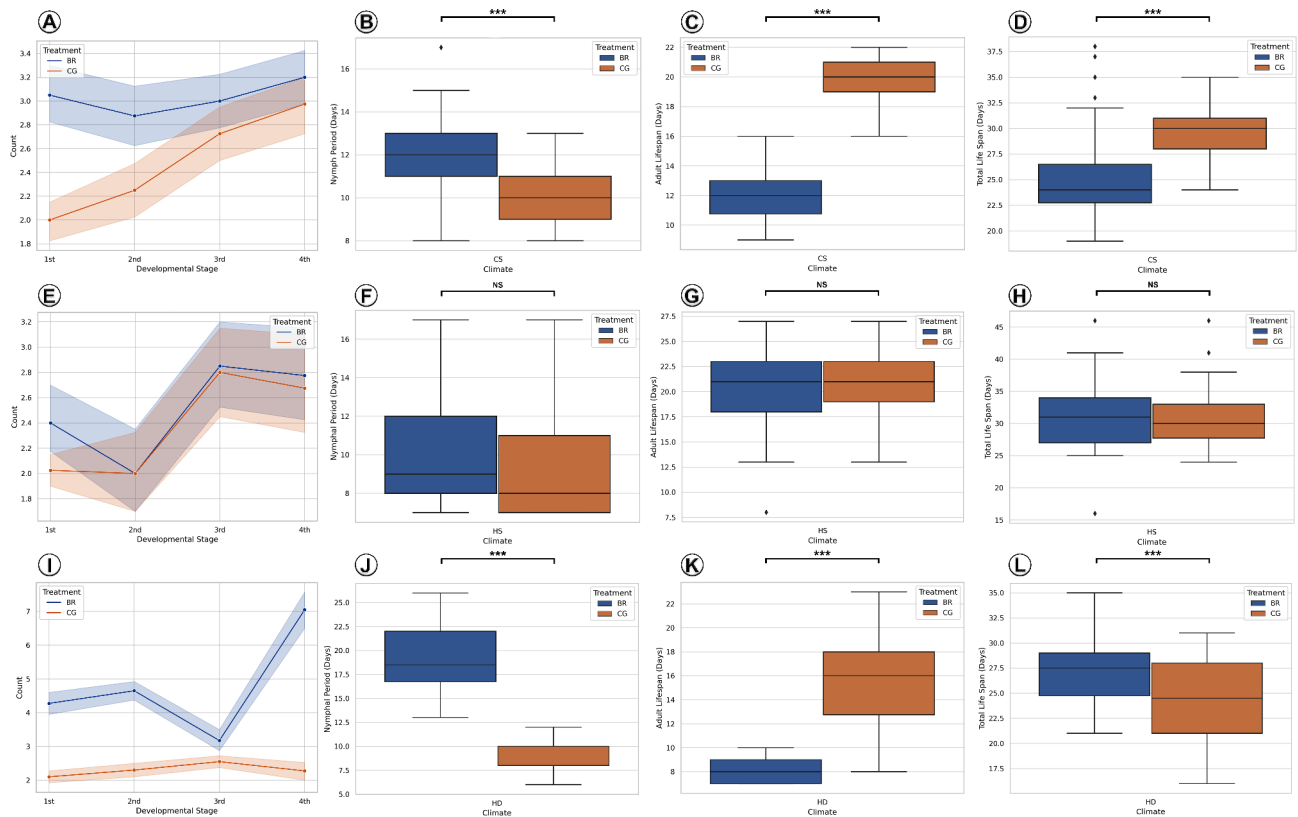 A
Treatment
BR
CG
3.4
3.2
3.0
2.8
2.6
2.4
2.2
2.0
1.8
Count
1st
2nd
3rd
4th
Developmental Stage
B
***
Treatment
BR
CG
16
14
12
10
8
Nymph Period (Days)
CS
Climate
C
***
Treatment
BR
CG
22
20
18
16
14
12
10
Adult Lifespan (Days)
CS
Climate
D
***
Treatment
BR
CG
37.5
35.0
32.5
30.0
27.5
25.0
22.5
20.0
Total Life Span (Days)
CS
Climate
E
Treatment
BR
CG
3.2
3.0
2.8
2.6
2.4
2.2
2.0
1.8
Count
1st
2nd
3rd
4th
Developmental Stage
F
NS
Treatment
BR
CG
16
14
12
10
8
Nymphal Period (Days)
HS
Climate
G
NS
Treatment
BR
CG
27.5
25.0
22.5
20.0
17.5
15.0
12.5
10.0
7.5
Adult Lifespan (Days)
HS
Climate
H
NS
Treatment
BR
CG
45
40
35
30
25
20
15
Total Life Span (Days)
HS
Climate
I
Treatment
BR
CG
7
6
5
4
3
2
Count
1st
2nd
3rd
4th
Developmental Stage
J
***
Treatment
BR
CG
25.0
22.5
20.0
17.5
15.0
12.5
10.0
7.5
5.0
Nymphal Period (Days)
HD
Climate
K
***
Treatment
BR
CG
22
20
18
16
14
12
10
8
Adult Lifespan (Days)
HD
Climate
L
***
Treatment
BR
CG
35.0
32.5
30.0
27.5
25.0
22.5
20.0
17.5
Total Life Span (Days)
HD
Climate